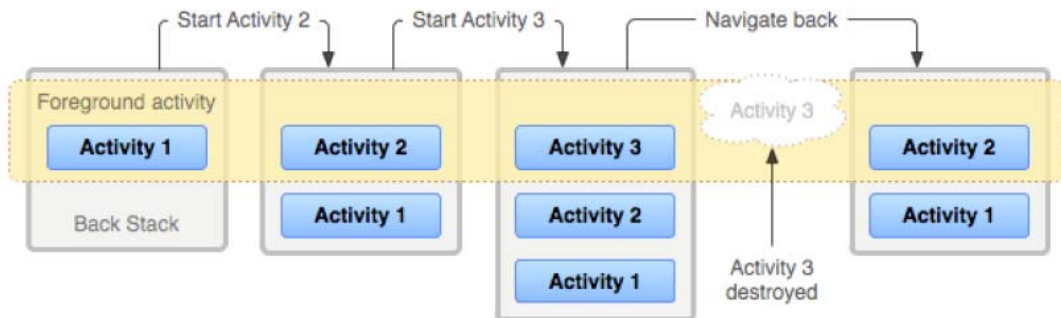 Start Activity 2
Start Activity 3
Navigate back
Foreground activity
Activity 1
Back Stack
Activity 2
Activity 1
Activity 3
Activity 2
Activity 1
Activity 3
Activity 3
destroyed
Activity 2
Activity 1